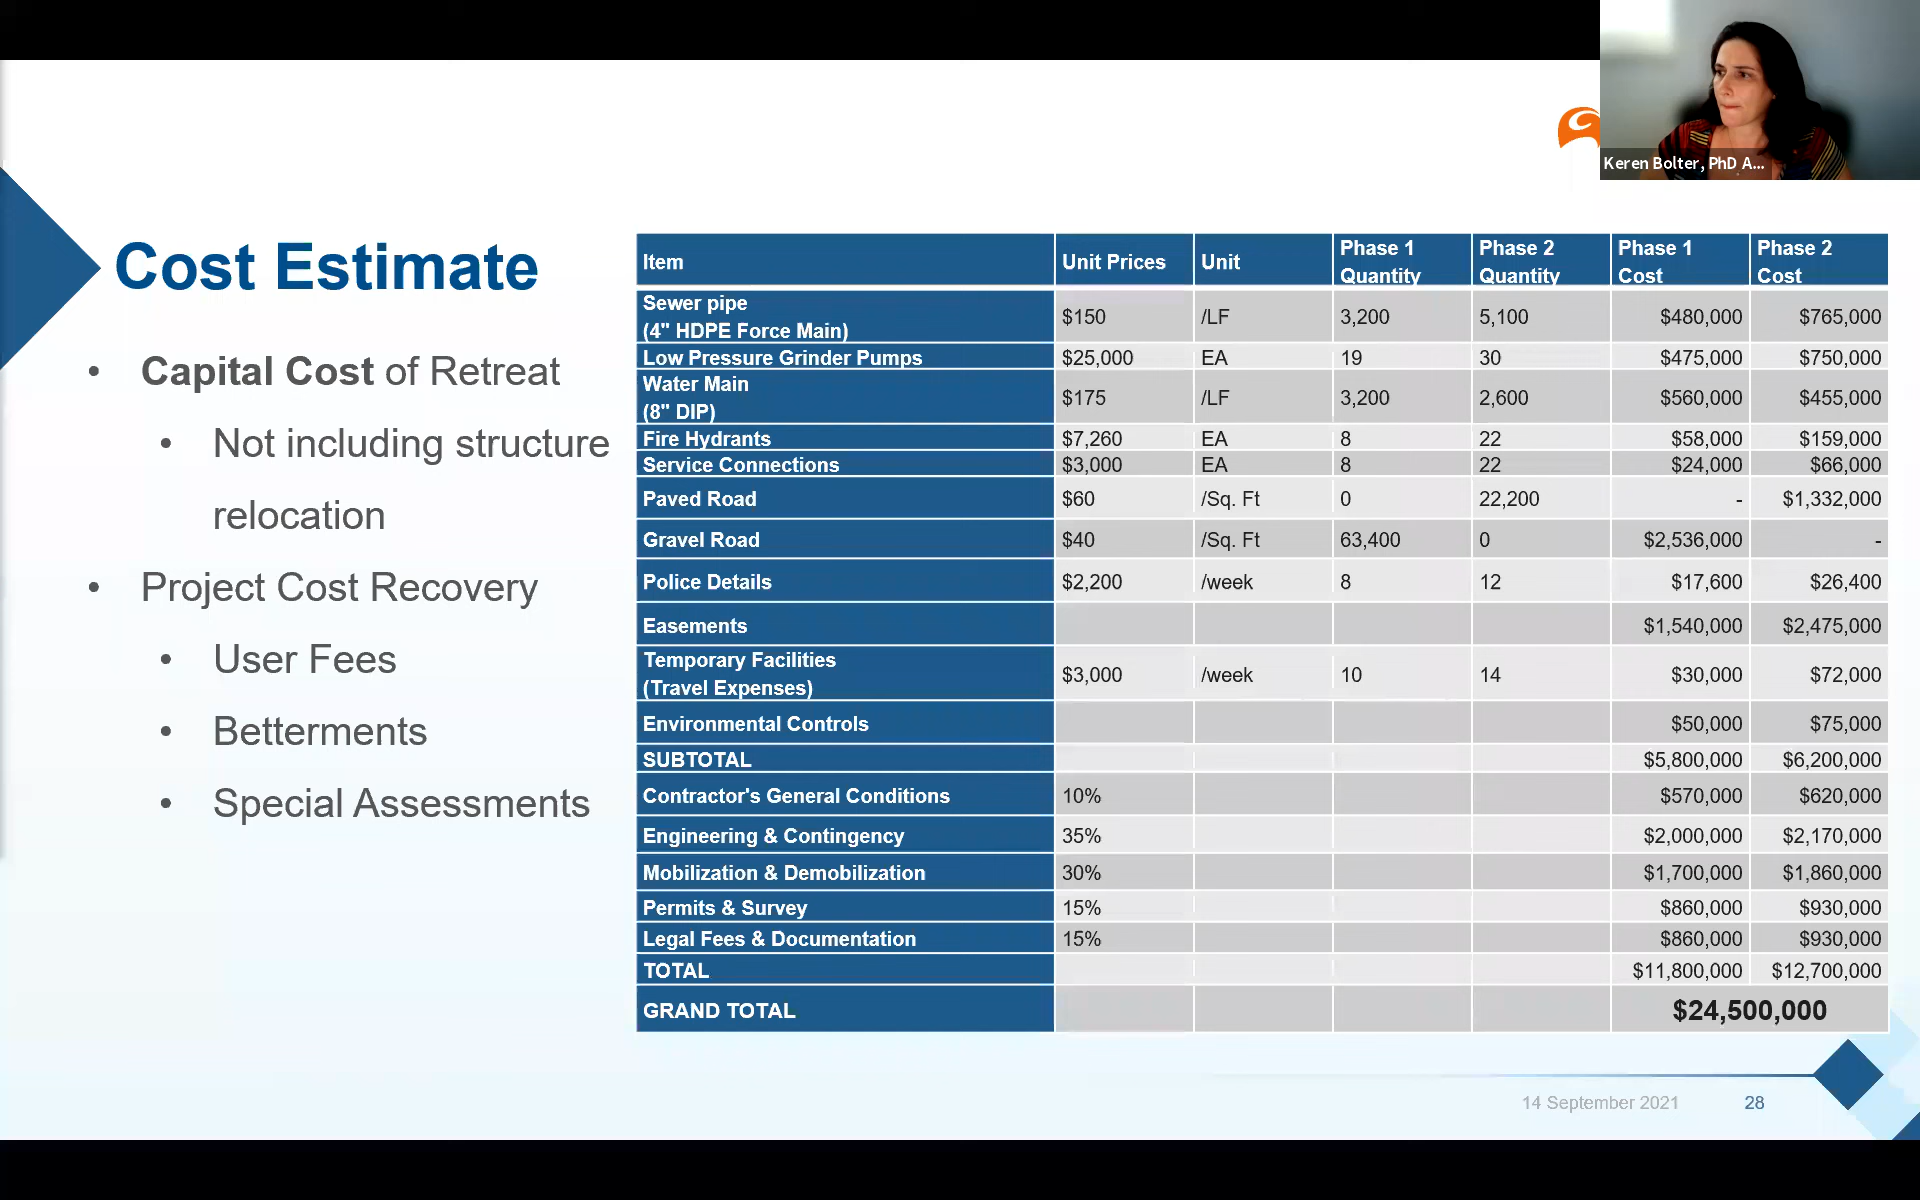 Keren Bolter, PhD A...
Cost Estimate
• Capital Cost of Retreat
• Not including structure
relocation
• Project Cost Recovery
• User Fees
• Betterments
• Special Assessments
Item Unit Prices Unit Phase 1 Quantity Phase 2 Quantity Phase 1 Cost Phase 2 Cost
Sewer pipe
(4" HDPE Force Main) $150 /LF 3,200 5,100 $480,000 $765,000
Low Pressure Grinder Pumps $25,000 EA 19 30 $475,000 $750,000
Water Main
(8" DIP) $175 /LF 3,200 2,600 $560,000 $455,000
Fire Hydrants $7,260 EA 8 22 $58,000 $159,000
Service Connections $3,000 EA 8 22 $24,000 $66,000
Paved Road $60 /Sq. Ft 0 22,200 - $1,332,000
Gravel Road $40 /Sq. Ft 63,400 0 $2,536,000 -
Police Details $2,200 /week 8 12 $17,600 $26,400
Easements $1,540,000 $2,475,000
Temporary Facilities
(Travel Expenses) $3,000 /week 10 14 $30,000 $72,000
Environmental Controls $50,000 $75,000
SUBTOTAL $5,800,000 $6,200,000
Contractor's General Conditions 10% $570,000 $620,000
Engineering & Contingency 35% $2,000,000 $2,170,000
Mobilization & Demobilization 30% $1,700,000 $1,860,000
Permits & Survey 15% $860,000 $930,000
Legal Fees & Documentation 15% $860,000 $930,000
TOTAL $11,800,000 $12,700,000
GRAND TOTAL $24,500,000
14 September 2021 28